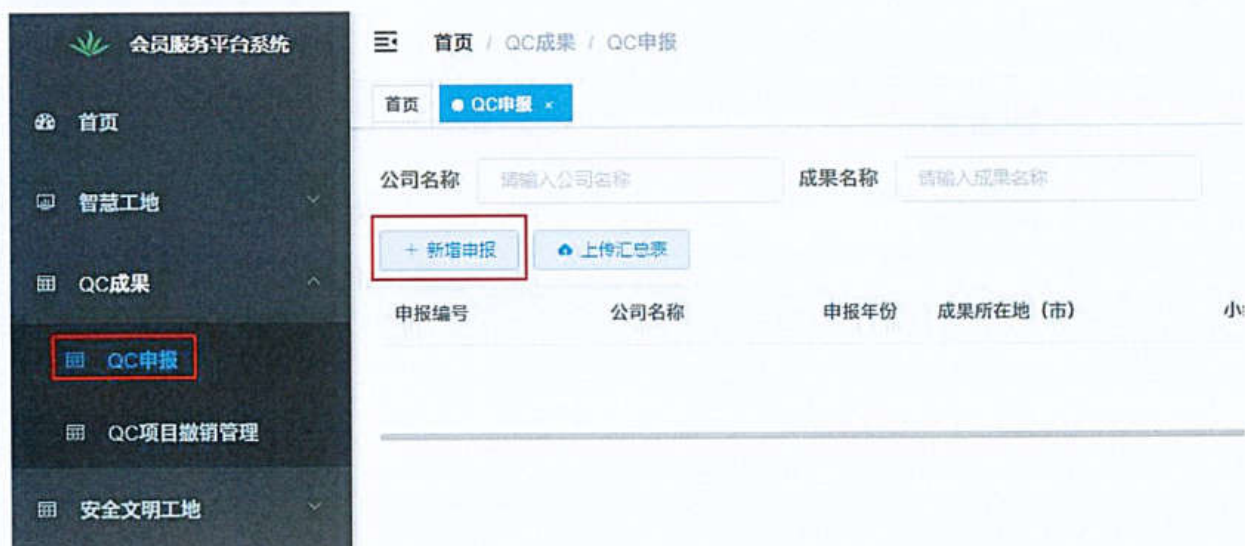 会员服务平台系统
首页 / QC成果 / QC申报
首页
QC申报 ×
首页
公司名称 请输入公司名称
成果名称 请输入成果名称
智慧工地
+ 新增申报
上传汇总表
QC成果
申报编号 公司名称 申报年份 成果所在地（市） 小
QC申报
QC项目撤销管理
安全文明工地